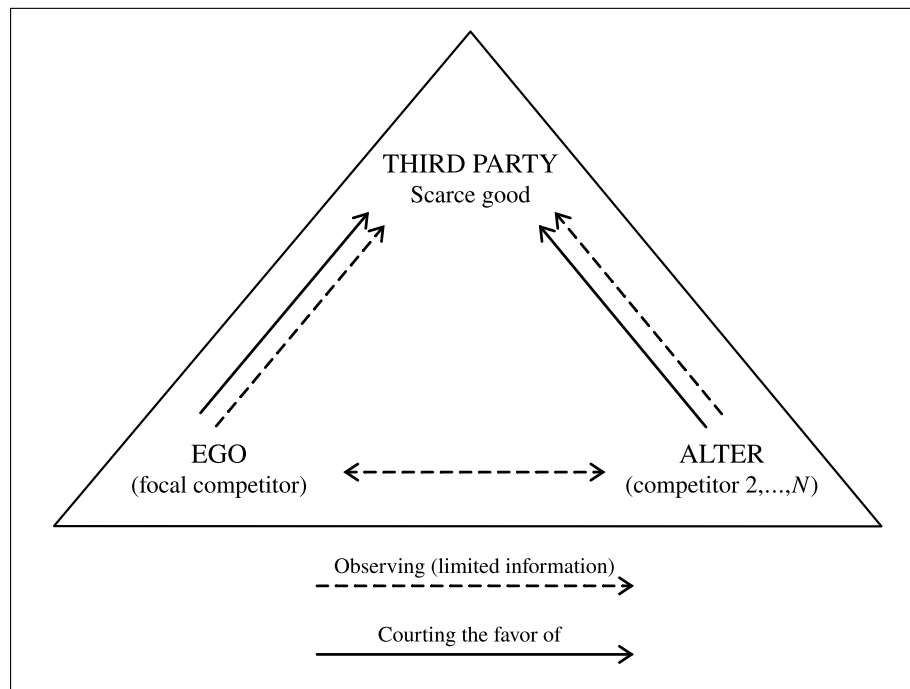 THIRD PARTY
Scarce good
EGO
(focal competitor)
ALTER
(competitor 2,...,N)
Observing (limited information)
Courting the favor of